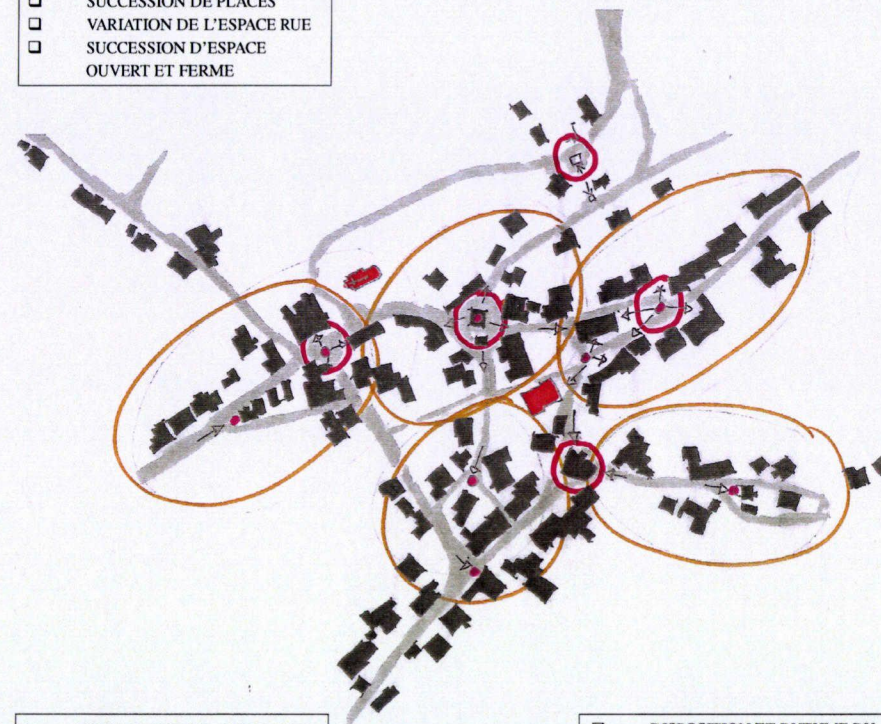 ❑ SUCCESSION DE PLACES
❑ VARIATION DE L'ESPACE RUE
❑ SUCCESSION D'ESPACE
OUVERT ET FERME